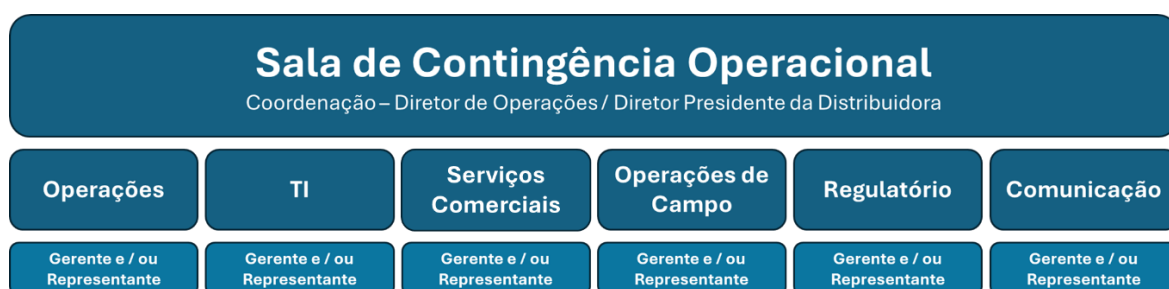 Sala de Contingência Operacional
Coordenação – Diretor de Operações / Diretor Presidente da Distribuidora
Operações
TI
Serviços
Comerciais
Operações de
Campo
Regulatório
Comunicação
Gerente e / ou
Representante
Gerente e / ou
Representante
Gerente e / ou
Representante
Gerente e / ou
Representante
Gerente e / ou
Representante
Gerente e / ou
Representante